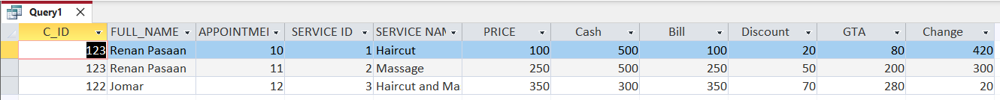 Query1
C_ID FULL_NAME APPOINTMEI SERVICE ID SERVICE NAM PRICE Cash Bill Discount GTA Change
123 Renan Pasaan 10 1 Haircut 100 500 100 20 80 420
123 Renan Pasaan 11 2 Massage 250 500 250 50 200 300
122 Jomar 12 3 Haircut and Ma 350 300 350 70 280 20